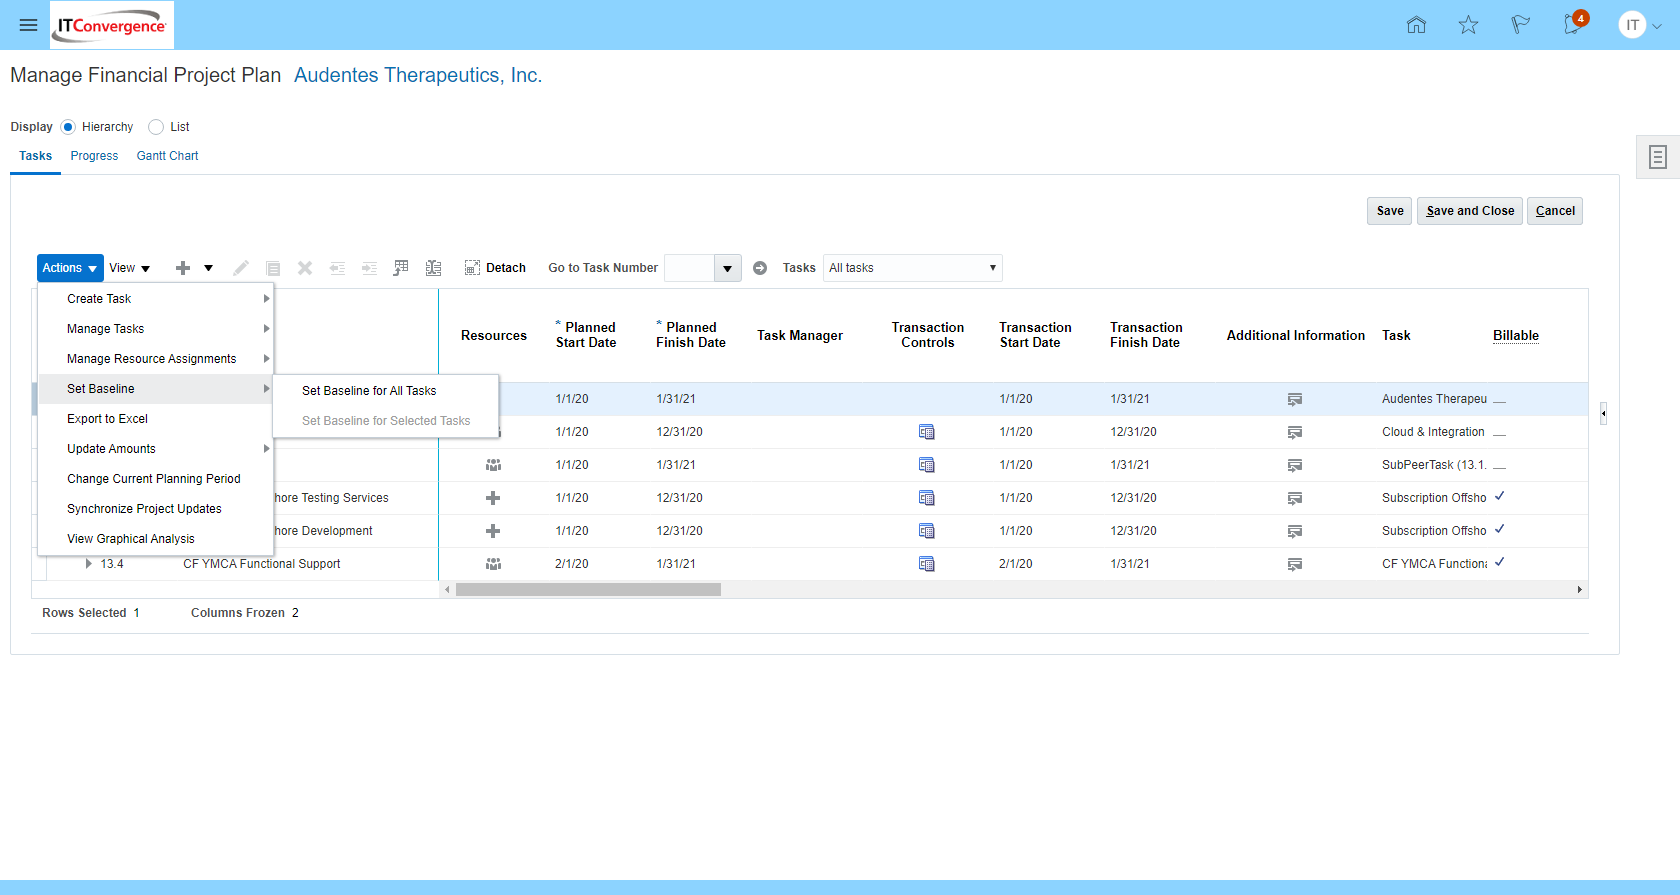 ITConvergence
4
IT
Manage Financial Project Plan Audentes Therapeutics, Inc.
Display Hierarchy List
Tasks Progress Gantt Chart
Save Save and Close Cancel
Actions View Detach Go to Task Number Tasks All tasks
Create Task
Manage Tasks
Manage Resource Assignments
Set Baseline
Export to Excel
Update Amounts
Change Current Planning Period
Synchronize Project Updates
View Graphical Analysis
Set Baseline for All Tasks
Set Baseline for Selected Tasks
Resources * Planned Start Date * Planned Finish Date Task Manager Transaction Controls Transaction Start Date Transaction Finish Date Additional Information Task Billable
1/1/20 1/31/21 1/1/20 1/31/21 Audentes Therapeu
1/1/20 12/31/20 1/1/20 12/31/20 Cloud & Integration
1/1/20 1/31/21 1/1/20 1/31/21 SubPeerTask (13.1.
hore Testing Services 1/1/20 12/31/20 1/1/20 12/31/20 Subscription Offsho
hore Development 1/1/20 12/31/20 1/1/20 12/31/20 Subscription Offsho
13.4 CF YMCA Functional Support 2/1/20 1/31/21 2/1/20 1/31/21 CF YMCA Functiona
Rows Selected 1 Columns Frozen 2